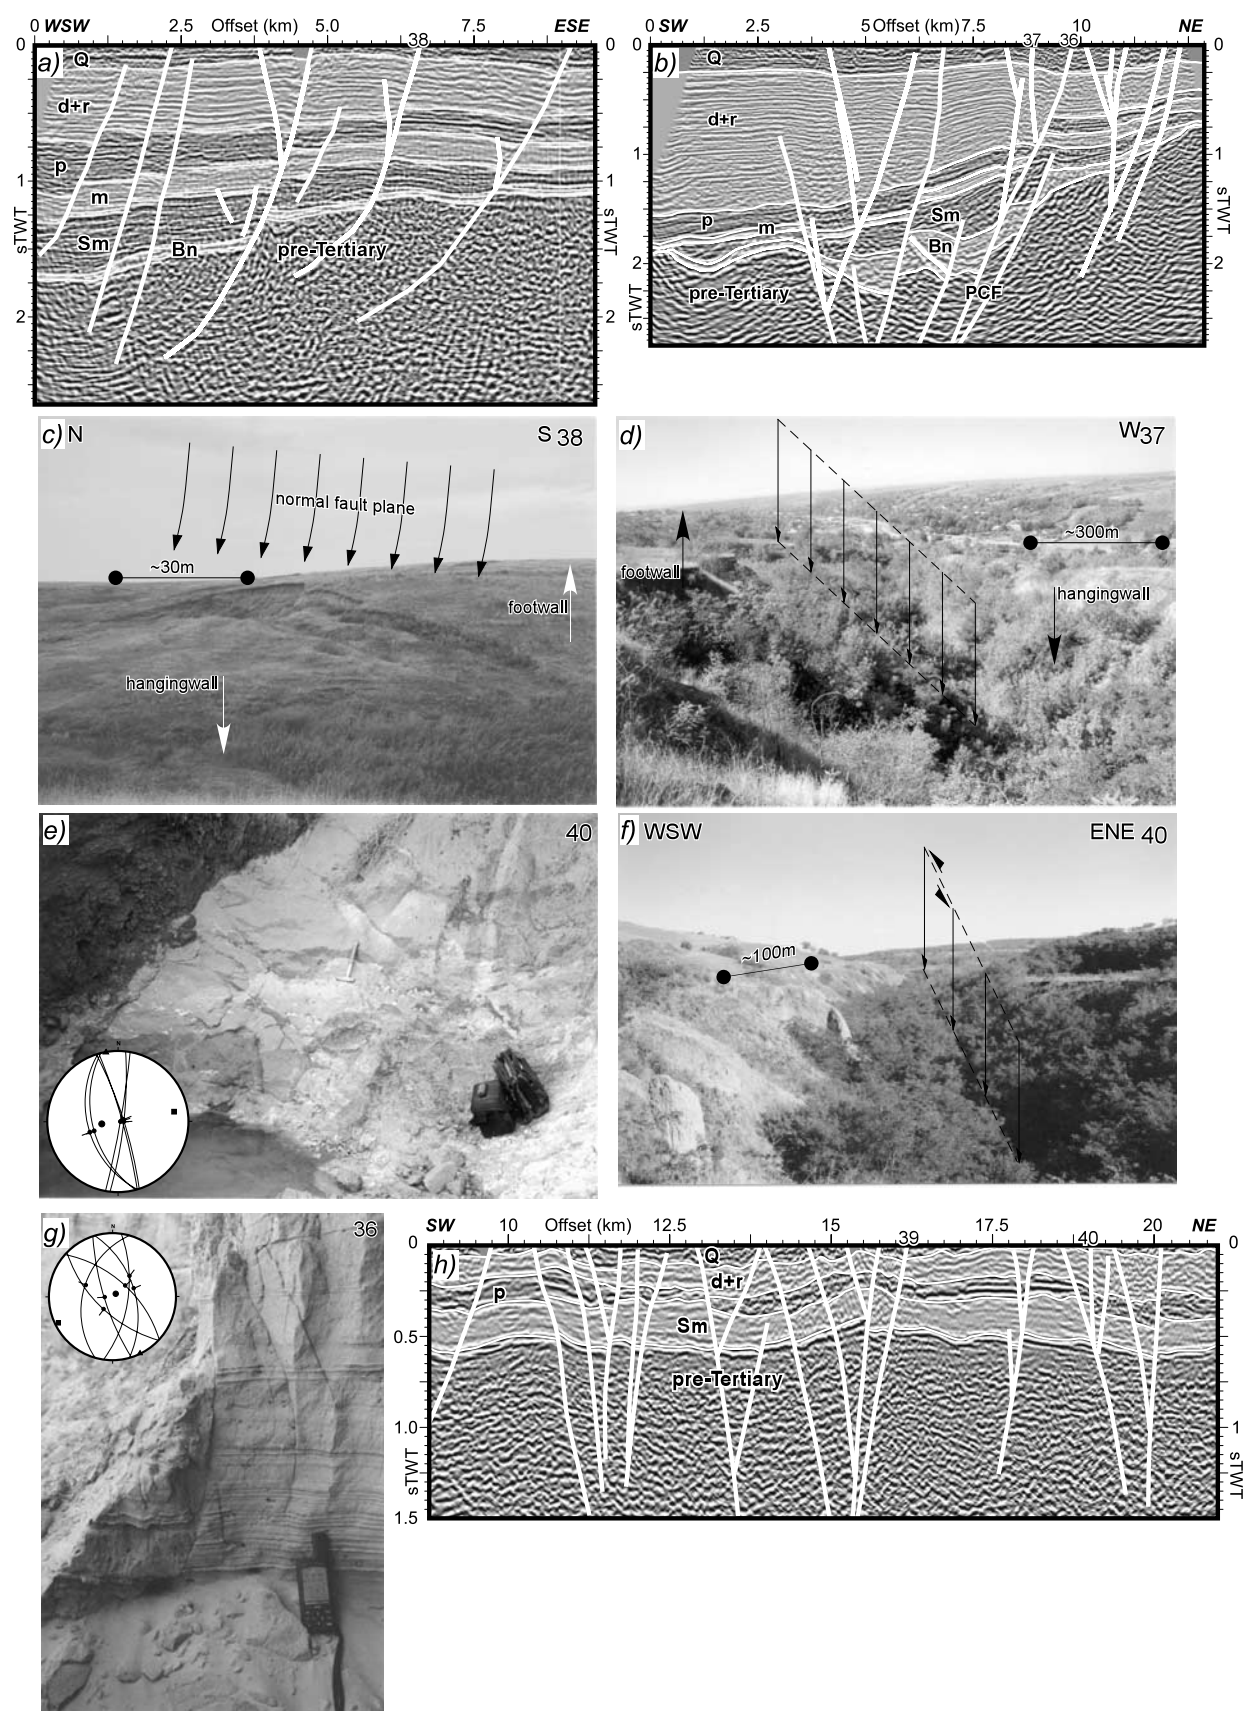 0 WSW 2.5 Offset (km) 5.0 7.5 ESE
38
0 0
a)
Q
d+r
p
1 1
m
Sm
Bn
pre-Tertiary
sTWT sTWT
2 2
0 SW 2.5 5 Offset (km) 7.5 10 NE
37 36
0 0
b)
Q
d+r
1 1
p
m
Sm
Bn
2 2
pre-Tertiary
PCF
sTWT sTWT
c) N S 38
normal fault plane
~30m
footwall
hangingwall
d) W 37
~300m
footwall
hangingwall
e) 40
N
f) WSW ENE 40
~100m
g) 36
N
SW 10 Offset (km) 12.5 15 17.5 20 NE
39 40
0 0
h)
Q
d+r
p
Sm
0.5
pre-Tertiary
1.0 1
sTWT sTWT
1.5